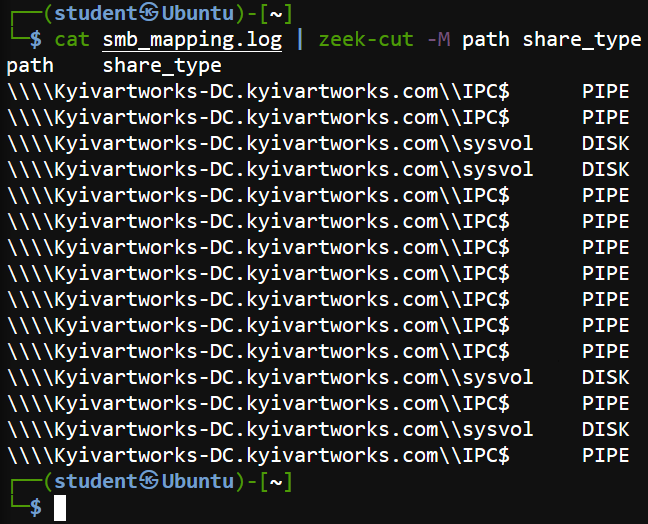 ┌──(student㉿Ubuntu)-[~]
└─$ cat smb_mapping.log | zeek-cut -M path share_type
path    share_type
\\\\Kyivartworks-DC.kyivartworks.com\\IPC$      PIPE
\\\\Kyivartworks-DC.kyivartworks.com\\IPC$      PIPE
\\\\Kyivartworks-DC.kyivartworks.com\\sysvol    DISK
\\\\Kyivartworks-DC.kyivartworks.com\\sysvol    DISK
\\\\Kyivartworks-DC.kyivartworks.com\\IPC$      PIPE
\\\\Kyivartworks-DC.kyivartworks.com\\IPC$      PIPE
\\\\Kyivartworks-DC.kyivartworks.com\\IPC$      PIPE
\\\\Kyivartworks-DC.kyivartworks.com\\IPC$      PIPE
\\\\Kyivartworks-DC.kyivartworks.com\\IPC$      PIPE
\\\\Kyivartworks-DC.kyivartworks.com\\IPC$      PIPE
\\\\Kyivartworks-DC.kyivartworks.com\\IPC$      PIPE
\\\\Kyivartworks-DC.kyivartworks.com\\sysvol    DISK
\\\\Kyivartworks-DC.kyivartworks.com\\IPC$      PIPE
\\\\Kyivartworks-DC.kyivartworks.com\\sysvol    DISK
\\\\Kyivartworks-DC.kyivartworks.com\\IPC$      PIPE
┌──(student㉿Ubuntu)-[~]
└─$